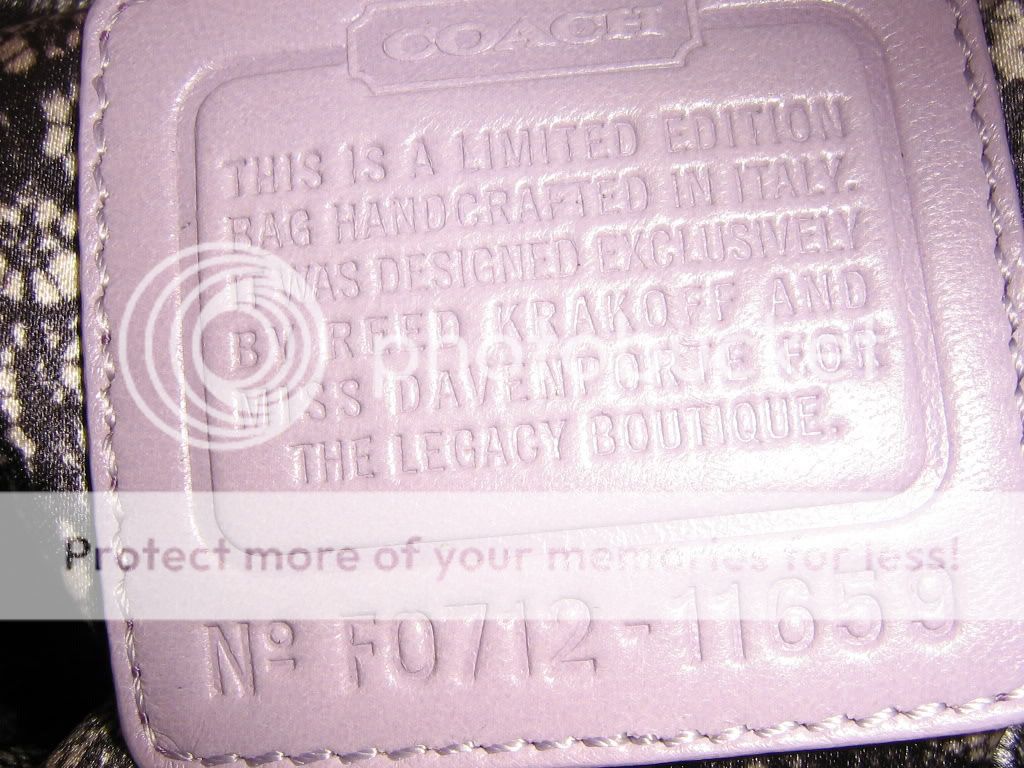 COACH
THIS IS A LIMITED EDITION
BAG HANDCRAFTED IN ITALY.
IT WAS DESIGNED EXCLUSIVELY
BY REED KRAKOFF AND
MISS DAVENPORTE FOR
THE LEGACY BOUTIQUE.
photobucket
Protect more of your memories for less!
Nº F0712-11659